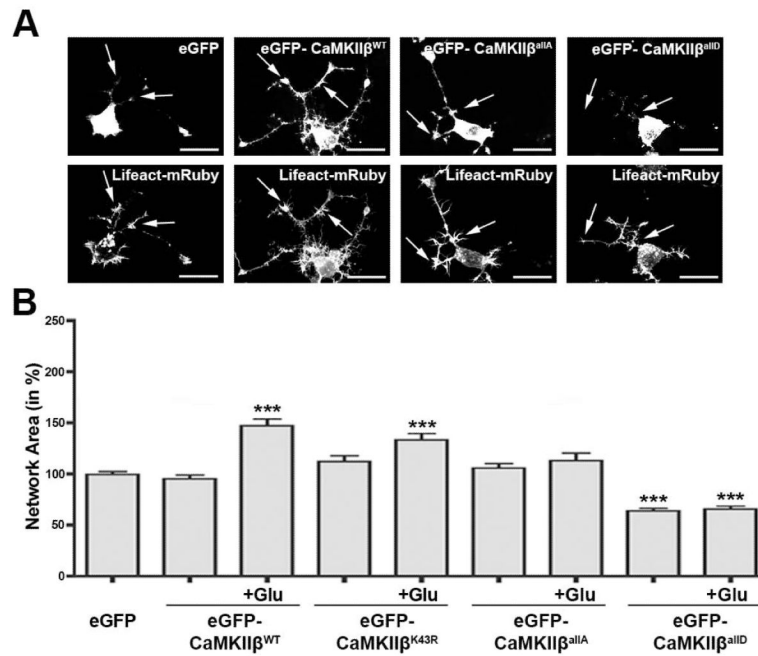 A
eGFP
eGFP- CaMKIIβWT
eGFP- CaMKIIβallA
eGFP- CaMKIIβallD
Lifeact-mRuby
Lifeact-mRuby
Lifeact-mRuby
Lifeact-mRuby
B
Network Area (in %)
250
200
150
100
50
0
***
***
***
***
+Glu
+Glu
+Glu
+Glu
eGFP
eGFP-
CaMKIIβWT
eGFP-
CaMKIIβK43R
eGFP-
CaMKIIβallA
eGFP-
CaMKIIβallD